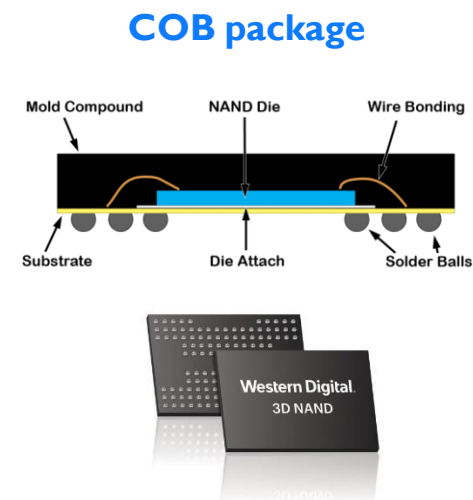 COB package
Mold Compound
NAND Die
Wire Bonding
Substrate
Die Attach
Solder Balls
Western Digital.
3D NAND